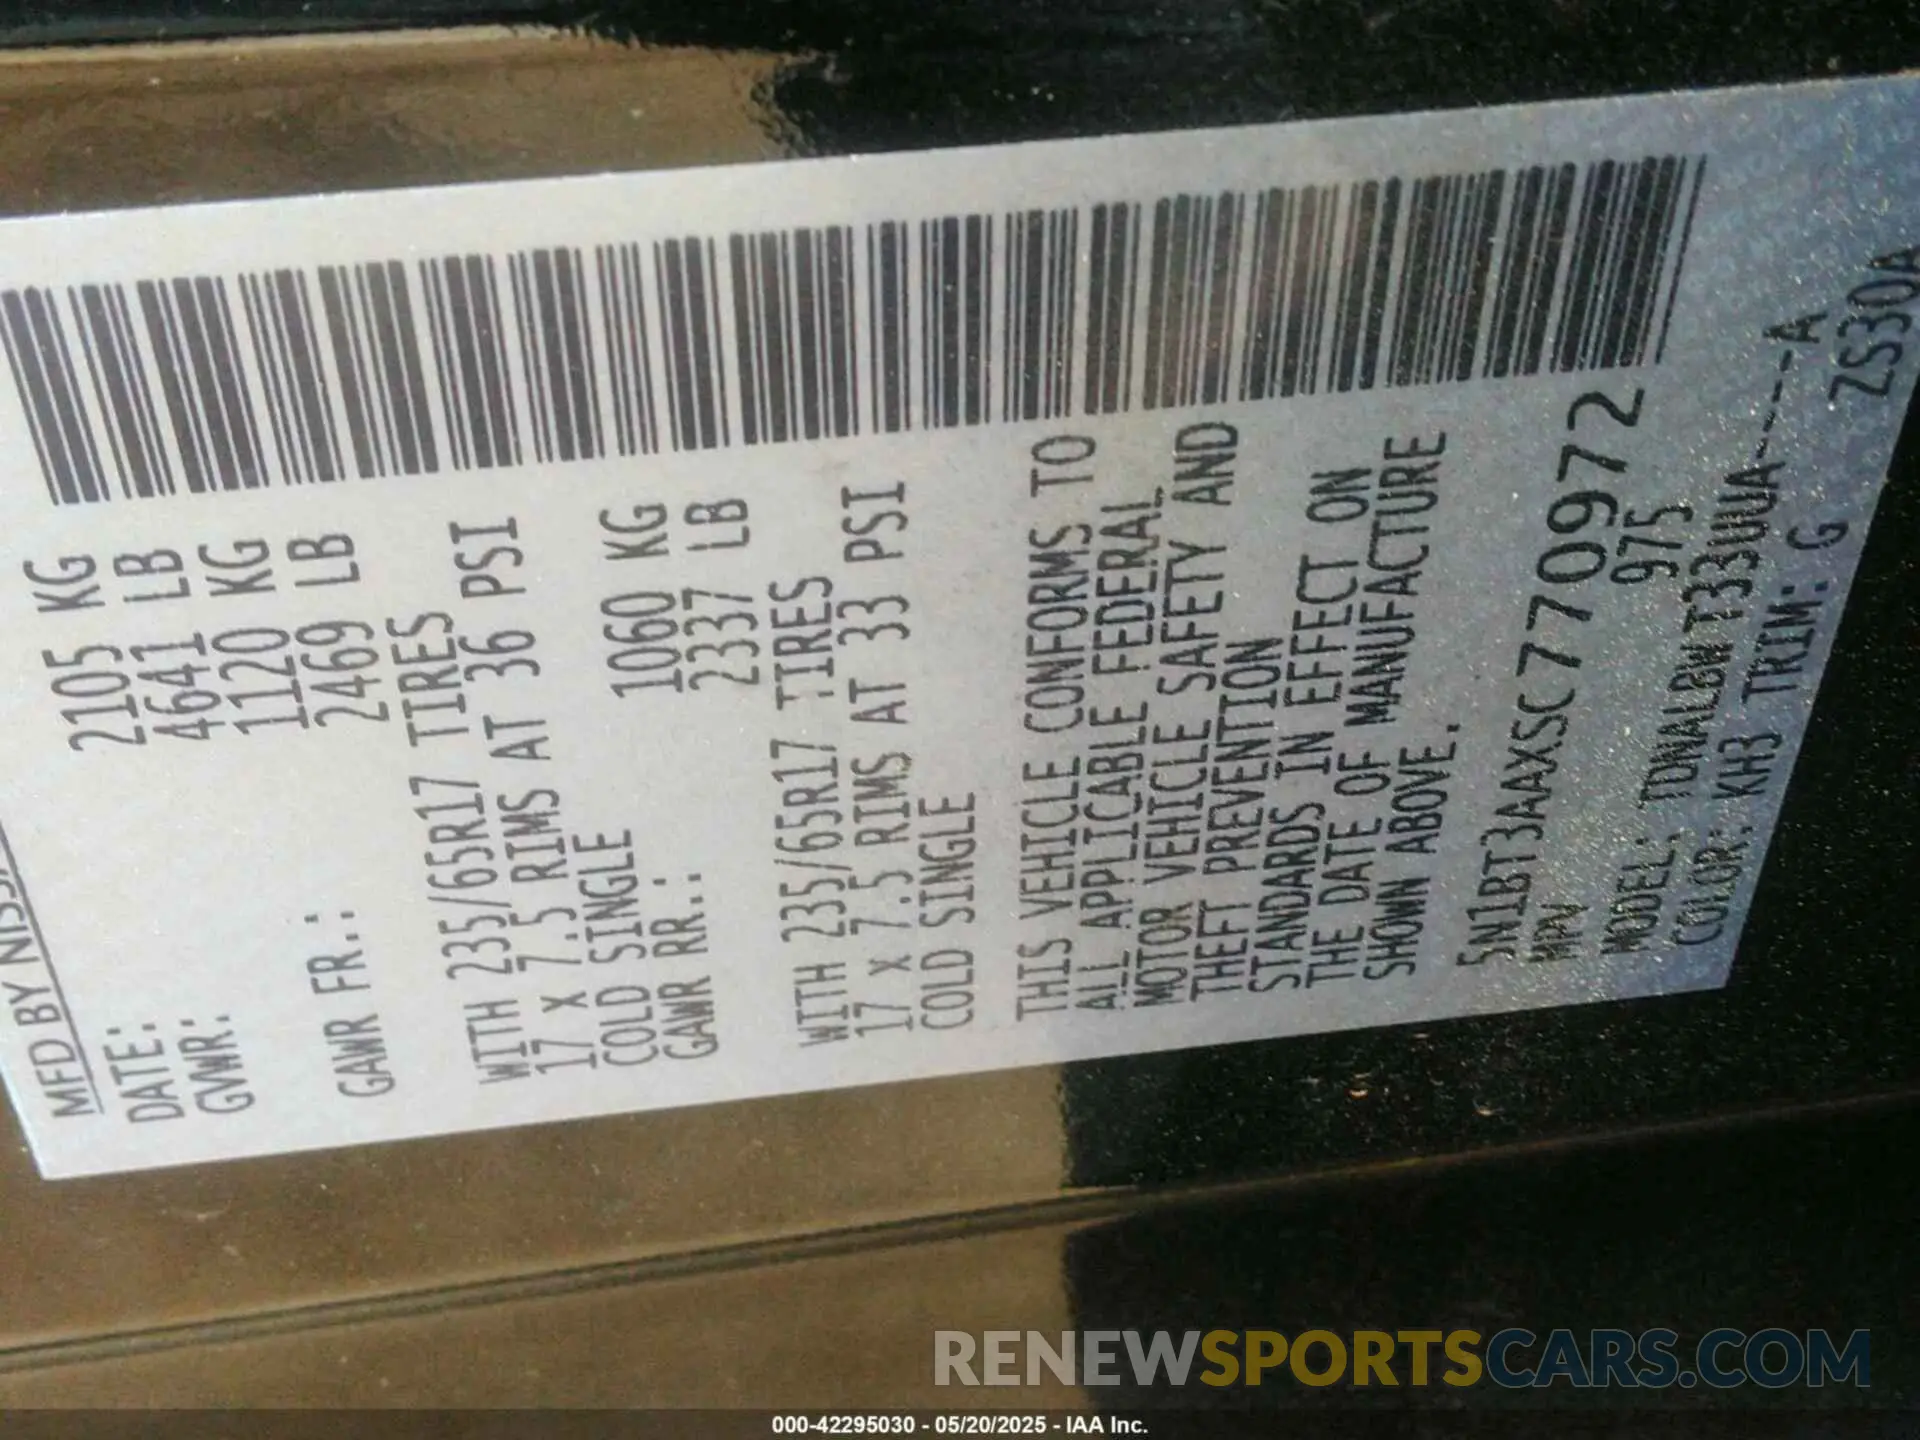 MFD BY NISSA
DATE:
GVWR: 2105 KG
4641 LB
1120 KG
GAWR FR.: 2469 LB
WITH 235/65R17 TIRES
17 X 7.5 RIMS AT 36 PSI
COLD SINGLE
GAWR RR.: 1060 KG
2337 LB
WITH 235/65R17 TIRES
17 X 7.5 RIMS AT 33 PSI
COLD SINGLE
THIS VEHICLE CONFORMS TO
ALL APPLICABLE FEDERAL
MOTOR VEHICLE SAFETY AND
THEFT PREVENTION
STANDARDS IN EFFECT ON
THE DATE OF MANUFACTURE
SHOWN ABOVE.
5N1BT3AAXSC770972
MPV 975
MODEL: TDNALBWT33UUA----A
COLOR: KH3 TRIM: G ZS30A
RENEWSPORTSCARS.COM
000-42295030 - 05/20/2025 - IAA Inc.